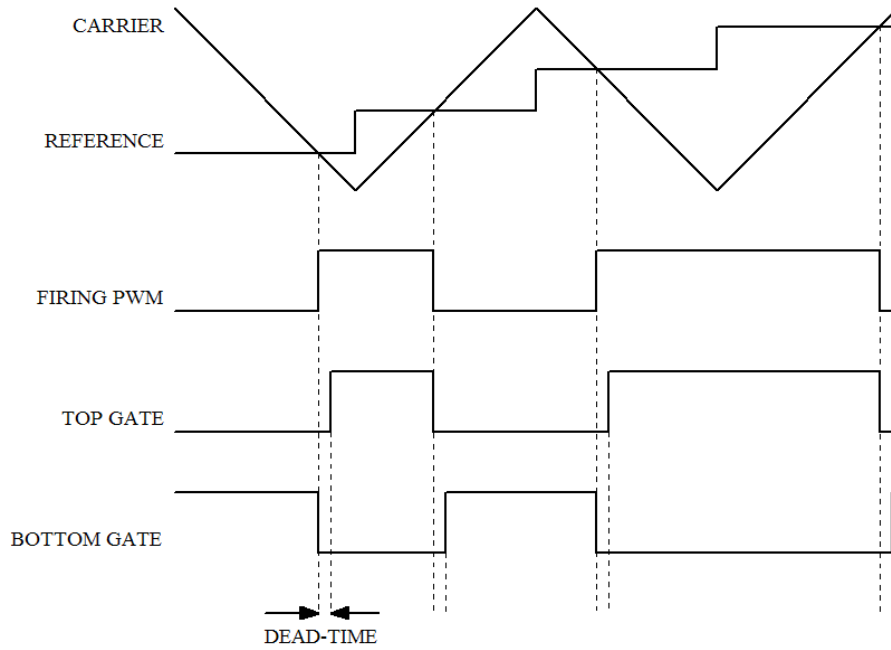 CARRIER
REFERENCE
FIRING PWM
TOP GATE
BOTTOM GATE
DEAD-TIME